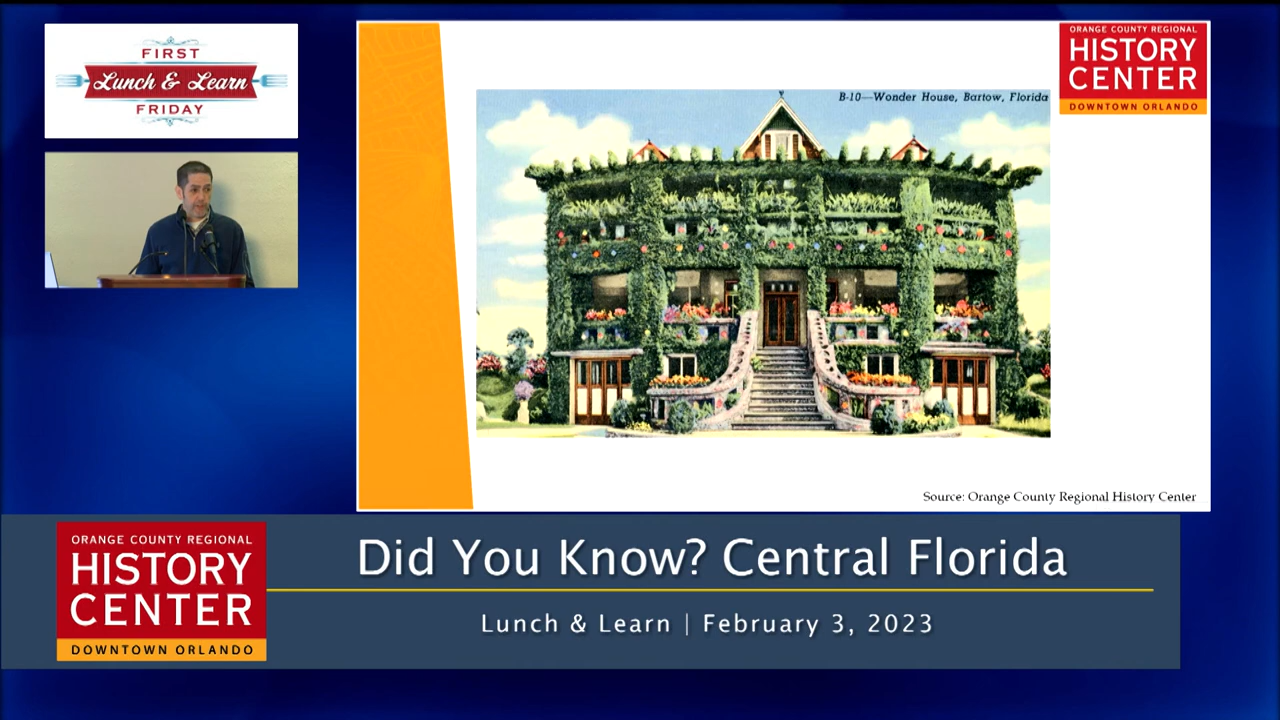 FIRST
Lunch & Learn
FRIDAY
B-10—Wonder House, Bartow, Florida
ORANGE COUNTY REGIONAL
HISTORY
CENTER
DOWNTOWN ORLANDO
Source: Orange County Regional History Center
ORANGE COUNTY REGIONAL
HISTORY
CENTER
DOWNTOWN ORLANDO
Did You Know? Central Florida
Lunch & Learn | February 3, 2023